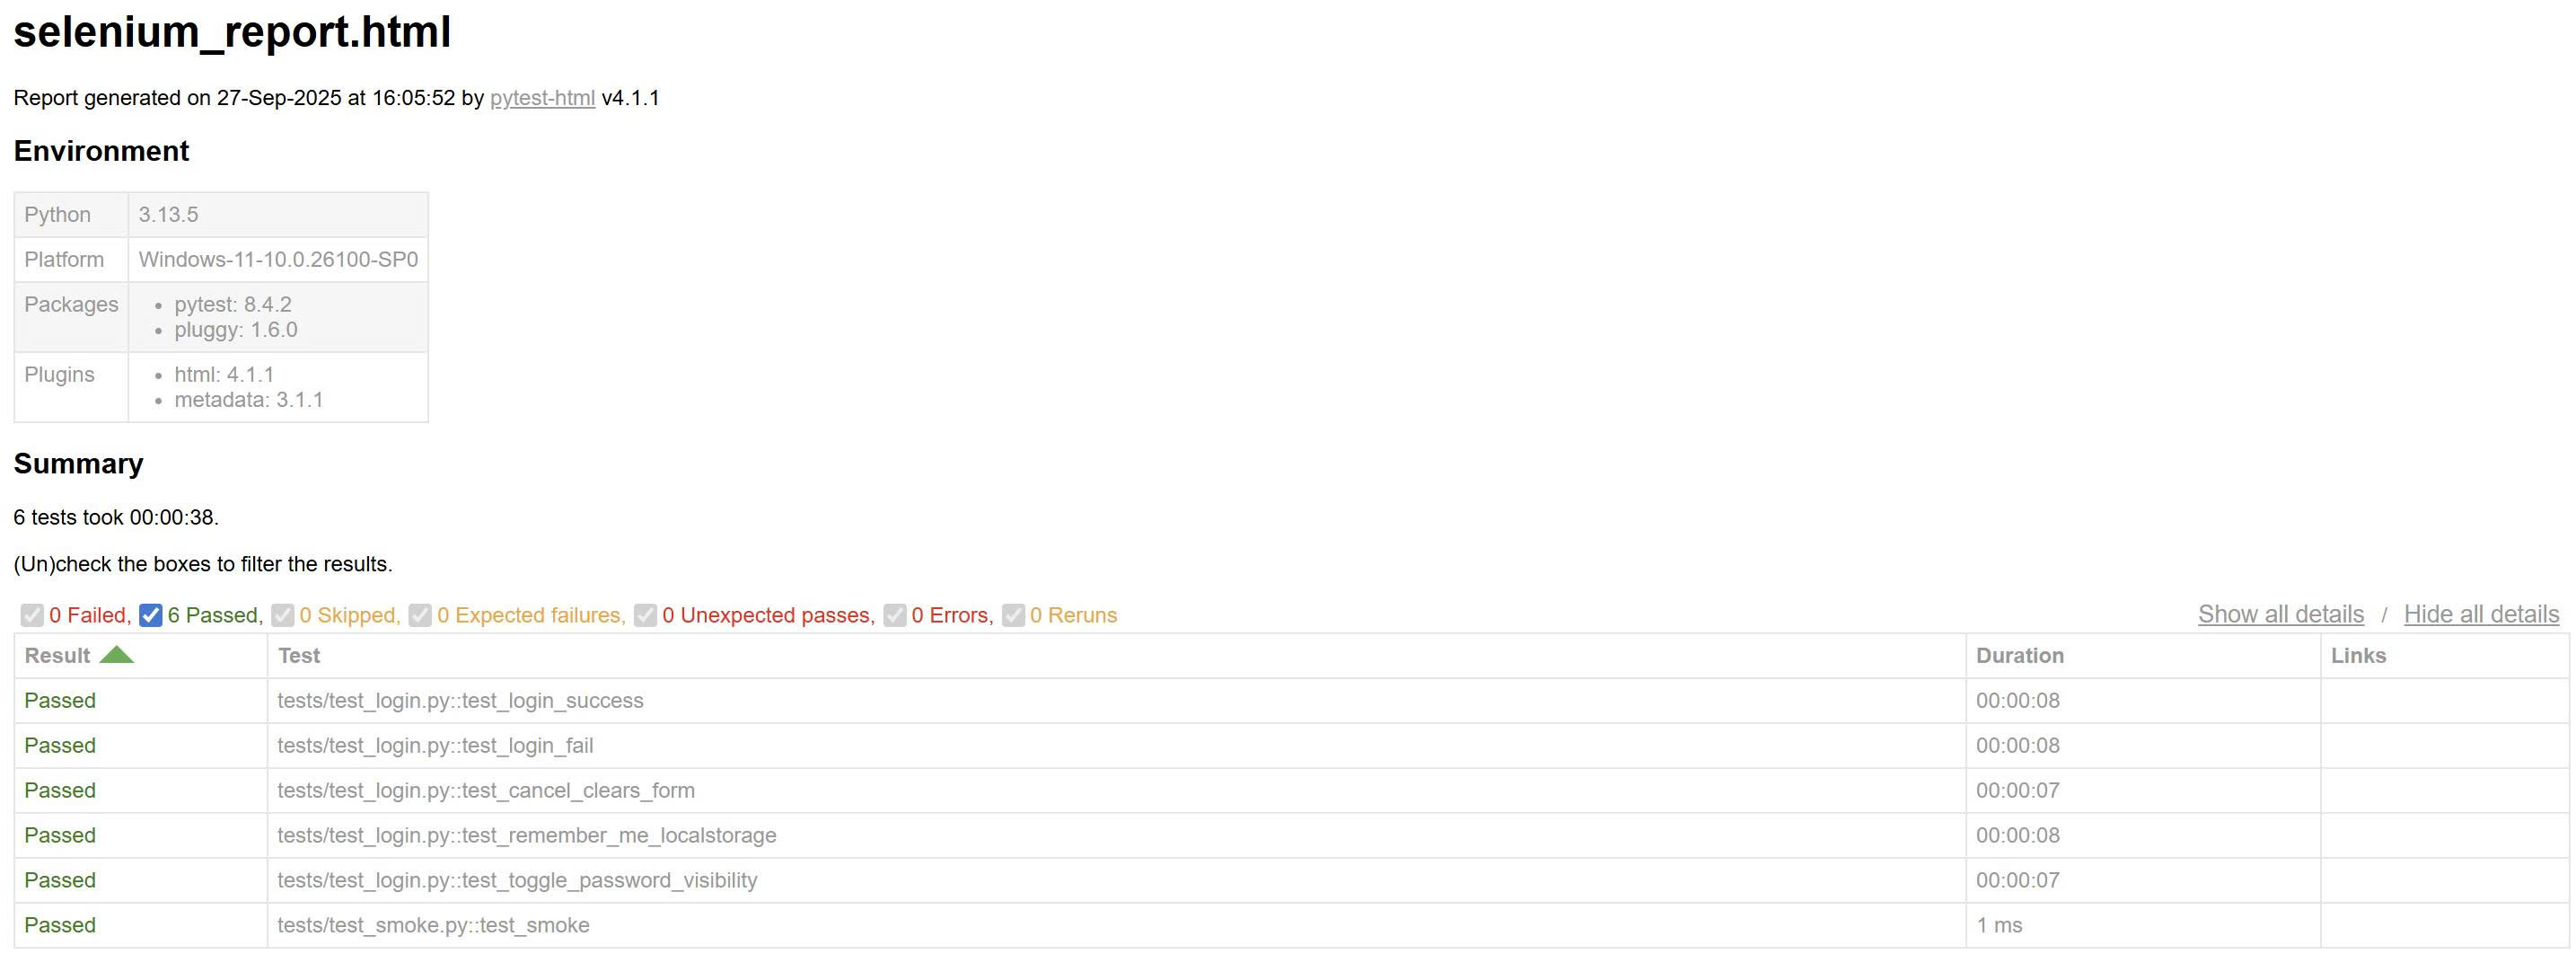 selenium_report.html
Report generated on 27-Sep-2025 at 16:05:52 by pytest-html v4.1.1
Environment
Python 3.13.5
Platform Windows-11-10.0.26100-SP0
Packages • pytest: 8.4.2
• pluggy: 1.6.0
Plugins • html: 4.1.1
• metadata: 3.1.1
Summary
6 tests took 00:00:38.
(Un)check the boxes to filter the results.
0 Failed, 6 Passed, 0 Skipped, 0 Expected failures, 0 Unexpected passes, 0 Errors, 0 Reruns Show all details / Hide all details
Result Test Duration Links
Passed tests/test_login.py::test_login_success 00:00:08
Passed tests/test_login.py::test_login_fail 00:00:08
Passed tests/test_login.py::test_cancel_clears_form 00:00:07
Passed tests/test_login.py::test_remember_me_localstorage 00:00:08
Passed tests/test_login.py::test_toggle_password_visibility 00:00:07
Passed tests/test_smoke.py::test_smoke 1 ms